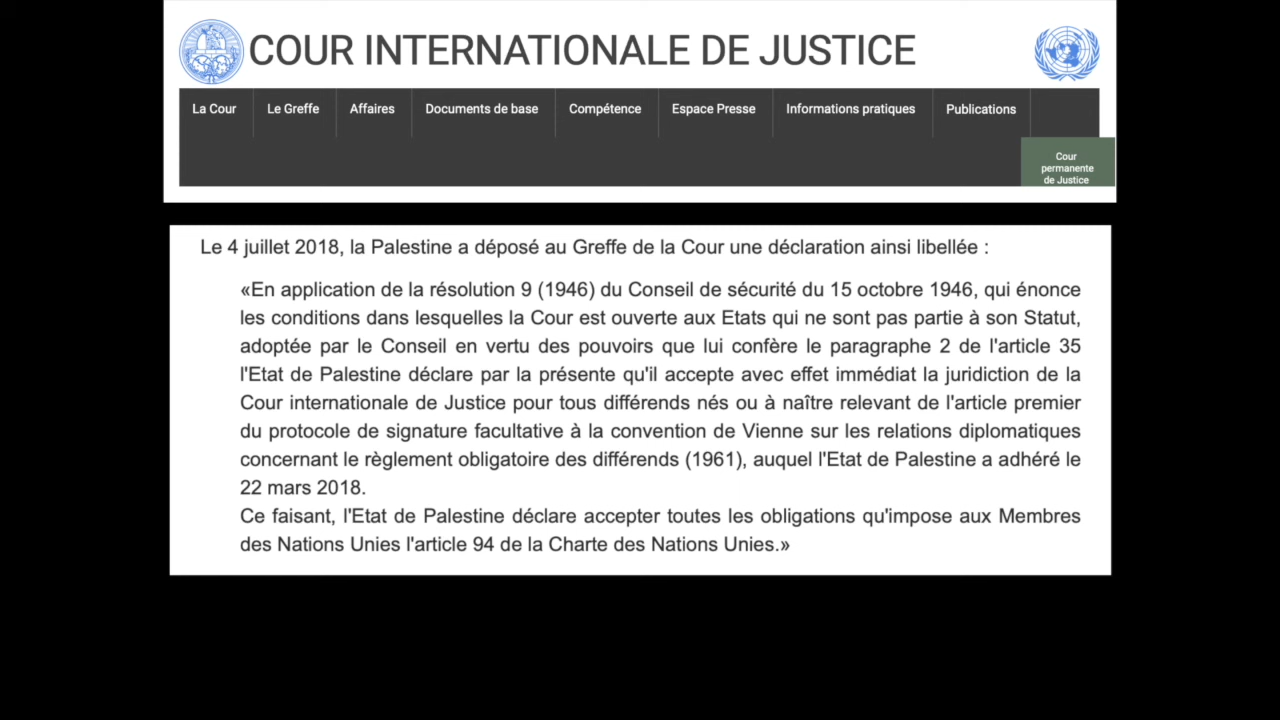 COUR INTERNATIONALE DE JUSTICE
La Cour Le Greffe Affaires Documents de base Compétence Espace Presse Informations pratiques Publications
Cour
permanente
de Justice
Le 4 juillet 2018, la Palestine a déposé au Greffe de la Cour une déclaration ainsi libellée :
«En application de la résolution 9 (1946) du Conseil de sécurité du 15 octobre 1946, qui énonce
les conditions dans lesquelles la Cour est ouverte aux Etats qui ne sont pas partie à son Statut,
adoptée par le Conseil en vertu des pouvoirs que lui confère le paragraphe 2 de l'article 35
l'Etat de Palestine déclare par la présente qu'il accepte avec effet immédiat la juridiction de la
Cour internationale de Justice pour tous différends nés ou à naître relevant de l'article premier
du protocole de signature facultative à la convention de Vienne sur les relations diplomatiques
concernant le règlement obligatoire des différends (1961), auquel l'Etat de Palestine a adhéré le
22 mars 2018.
Ce faisant, l'Etat de Palestine déclare accepter toutes les obligations qu'impose aux Membres
des Nations Unies l'article 94 de la Charte des Nations Unies.»